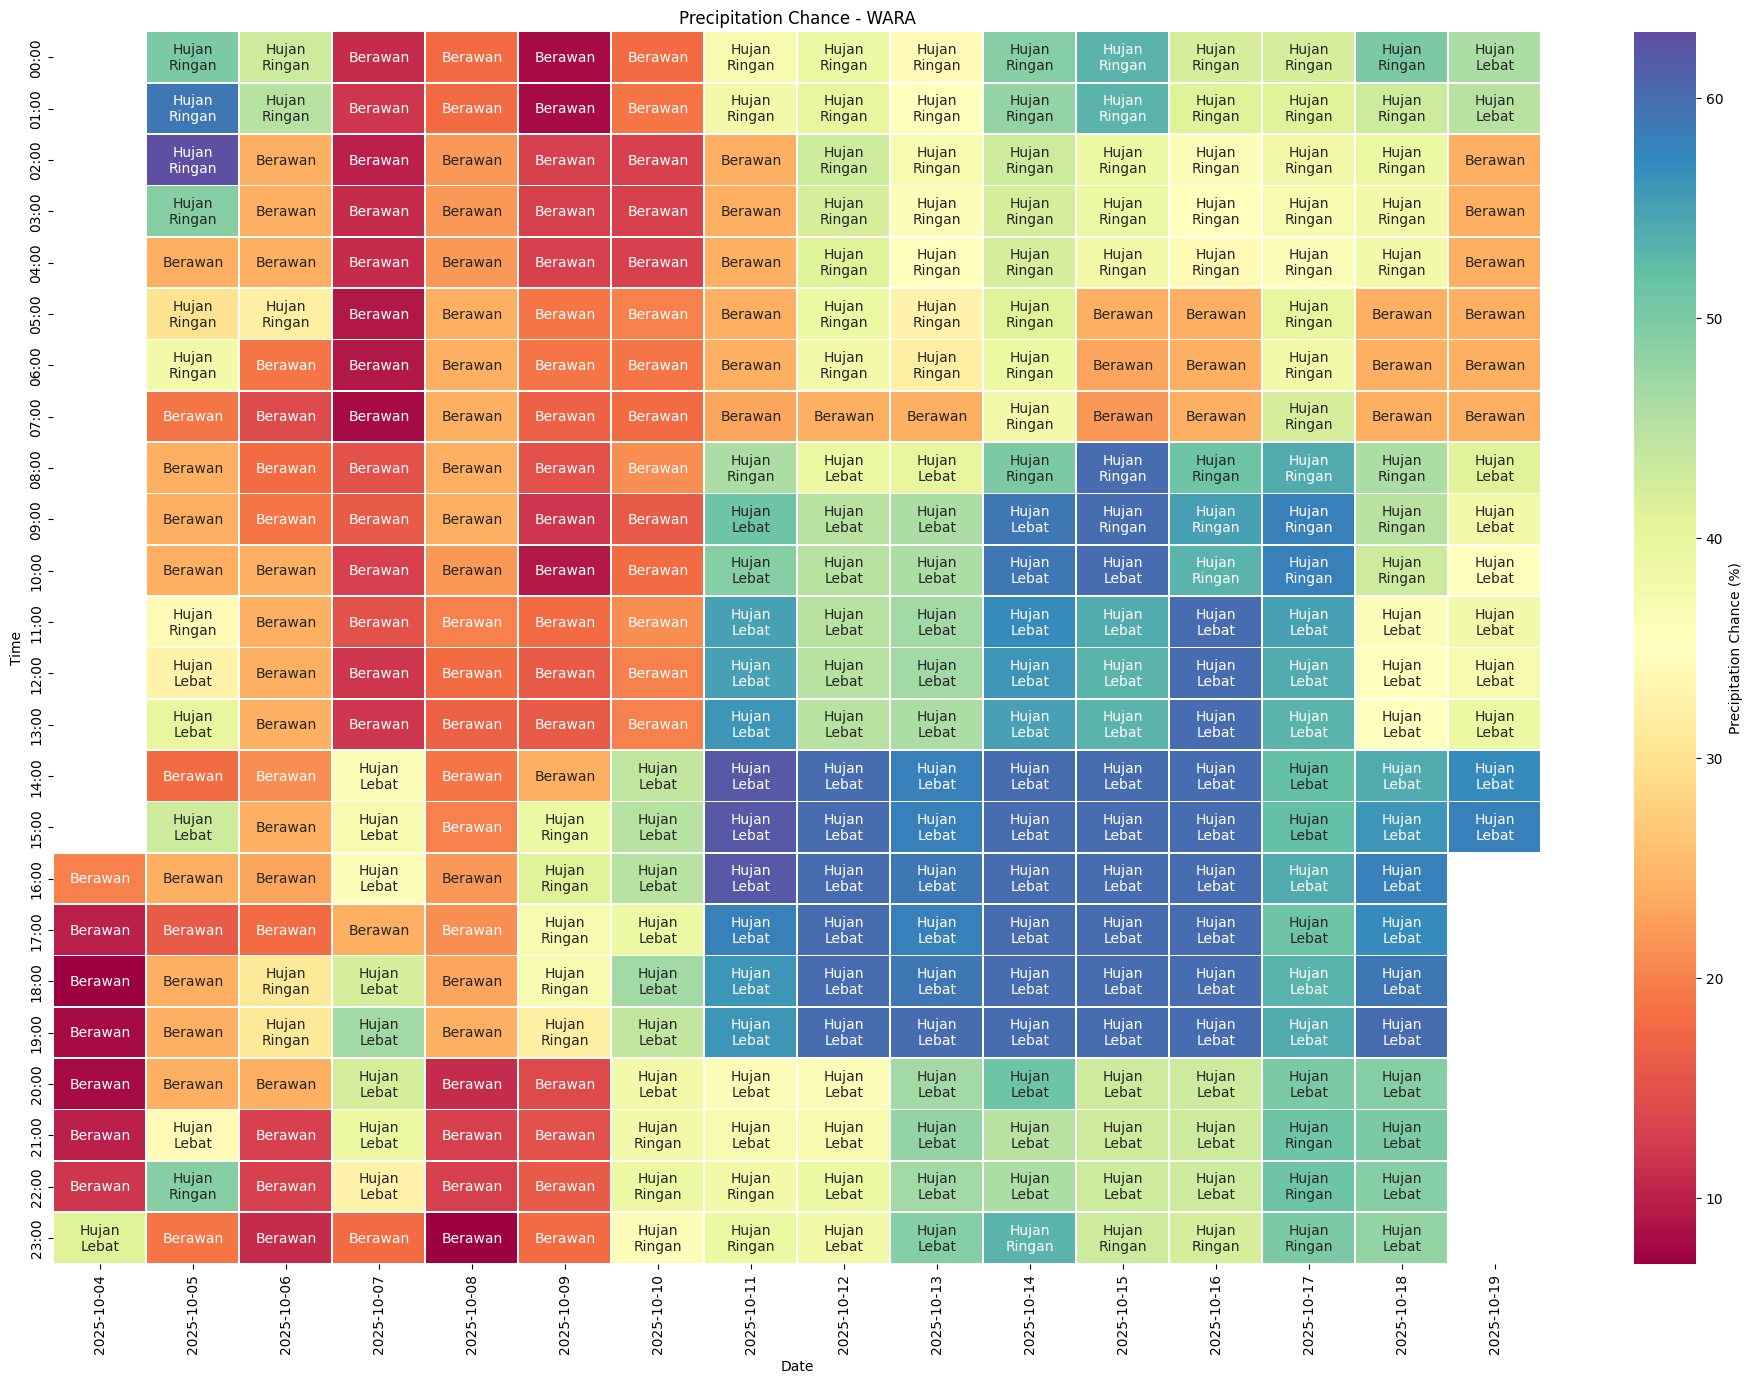 Precipitation Chance - WARA
00:00 Hujan Ringan Hujan Ringan Berawan Berawan Berawan Berawan Hujan Ringan Hujan Ringan Hujan Ringan Hujan Ringan Hujan Ringan Hujan Ringan Hujan Ringan Hujan Ringan Hujan Lebat
01:00 Hujan Ringan Hujan Ringan Berawan Berawan Berawan Berawan Hujan Ringan Hujan Ringan Hujan Ringan Hujan Ringan Hujan Ringan Hujan Ringan Hujan Ringan Hujan Ringan Hujan Lebat
02:00 Hujan Ringan Berawan Berawan Berawan Berawan Berawan Berawan Hujan Ringan Hujan Ringan Hujan Ringan Hujan Ringan Hujan Ringan Hujan Ringan Hujan Ringan Berawan
03:00 Hujan Ringan Berawan Berawan Berawan Berawan Berawan Berawan Hujan Ringan Hujan Ringan Hujan Ringan Hujan Ringan Hujan Ringan Hujan Ringan Hujan Ringan Berawan
04:00 Berawan Berawan Berawan Berawan Berawan Berawan Berawan Hujan Ringan Hujan Ringan Hujan Ringan Hujan Ringan Hujan Ringan Hujan Ringan Hujan Ringan Berawan
05:00 Hujan Ringan Hujan Ringan Berawan Berawan Berawan Berawan Berawan Hujan Ringan Hujan Ringan Hujan Ringan Berawan Berawan Hujan Ringan Berawan Berawan
06:00 Hujan Ringan Berawan Berawan Berawan Berawan Berawan Berawan Hujan Ringan Hujan Ringan Hujan Ringan Berawan Berawan Hujan Ringan Berawan Berawan
07:00 Berawan Berawan Berawan Berawan Berawan Berawan Berawan Berawan Berawan Hujan Ringan Berawan Berawan Hujan Ringan Berawan Berawan
08:00 Berawan Berawan Berawan Berawan Berawan Berawan Hujan Ringan Hujan Lebat Hujan Lebat Hujan Ringan Hujan Ringan Hujan Ringan Hujan Ringan Hujan Ringan Hujan Lebat
09:00 Berawan Berawan Berawan Berawan Berawan Berawan Hujan Lebat Hujan Lebat Hujan Lebat Hujan Lebat Hujan Ringan Hujan Ringan Hujan Ringan Hujan Ringan Hujan Lebat
10:00 Berawan Berawan Berawan Berawan Berawan Berawan Hujan Lebat Hujan Lebat Hujan Lebat Hujan Lebat Hujan Lebat Hujan Ringan Hujan Ringan Hujan Ringan Hujan Lebat
11:00 Hujan Ringan Berawan Berawan Berawan Berawan Berawan Hujan Lebat Hujan Lebat Hujan Lebat Hujan Lebat Hujan Lebat Hujan Lebat Hujan Lebat Hujan Lebat Hujan Lebat
12:00 Hujan Lebat Berawan Berawan Berawan Berawan Berawan Hujan Lebat Hujan Lebat Hujan Lebat Hujan Lebat Hujan Lebat Hujan Lebat Hujan Lebat Hujan Lebat Hujan Lebat
13:00 Hujan Lebat Berawan Berawan Berawan Berawan Berawan Hujan Lebat Hujan Lebat Hujan Lebat Hujan Lebat Hujan Lebat Hujan Lebat Hujan Lebat Hujan Lebat Hujan Lebat
14:00 Berawan Berawan Hujan Lebat Berawan Berawan Hujan Lebat Hujan Lebat Hujan Lebat Hujan Lebat Hujan Lebat Hujan Lebat Hujan Lebat Hujan Lebat Hujan Lebat Hujan Lebat
15:00 Hujan Lebat Berawan Hujan Lebat Berawan Hujan Ringan Hujan Lebat Hujan Lebat Hujan Lebat Hujan Lebat Hujan Lebat Hujan Lebat Hujan Lebat Hujan Lebat Hujan Lebat Hujan Lebat
16:00 Berawan Berawan Berawan Hujan Lebat Berawan Hujan Ringan Hujan Lebat Hujan Lebat Hujan Lebat Hujan Lebat Hujan Lebat Hujan Lebat Hujan Lebat Hujan Lebat Hujan Lebat
17:00 Berawan Berawan Berawan Berawan Berawan Hujan Ringan Hujan Lebat Hujan Lebat Hujan Lebat Hujan Lebat Hujan Lebat Hujan Lebat Hujan Lebat Hujan Lebat Hujan Lebat
18:00 Berawan Berawan Hujan Ringan Hujan Lebat Berawan Hujan Ringan Hujan Lebat Hujan Lebat Hujan Lebat Hujan Lebat Hujan Lebat Hujan Lebat Hujan Lebat Hujan Lebat Hujan Lebat
19:00 Berawan Berawan Hujan Ringan Hujan Lebat Berawan Hujan Ringan Hujan Lebat Hujan Lebat Hujan Lebat Hujan Lebat Hujan Lebat Hujan Lebat Hujan Lebat Hujan Lebat Hujan Lebat
20:00 Berawan Berawan Berawan Hujan Lebat Berawan Berawan Hujan Lebat Hujan Lebat Hujan Lebat Hujan Lebat Hujan Lebat Hujan Lebat Hujan Lebat Hujan Lebat Hujan Lebat
21:00 Berawan Hujan Lebat Berawan Hujan Lebat Berawan Berawan Hujan Ringan Hujan Lebat Hujan Lebat Hujan Lebat Hujan Lebat Hujan Lebat Hujan Lebat Hujan Ringan Hujan Lebat
22:00 Berawan Hujan Ringan Berawan Hujan Lebat Berawan Berawan Hujan Ringan Hujan Ringan Hujan Lebat Hujan Lebat Hujan Lebat Hujan Lebat Hujan Lebat Hujan Ringan Hujan Lebat
23:00 Hujan Lebat Berawan Berawan Berawan Berawan Berawan Hujan Ringan Hujan Ringan Hujan Lebat Hujan Lebat Hujan Ringan Hujan Ringan Hujan Ringan Hujan Ringan Hujan Lebat
Time
2025-10-04 2025-10-05 2025-10-06 2025-10-07 2025-10-08 2025-10-09 2025-10-10 2025-10-11 2025-10-12 2025-10-13 2025-10-14 2025-10-15 2025-10-16 2025-10-17 2025-10-18 2025-10-19
Date
60
50
40
30
20
10
Precipitation Chance (%)